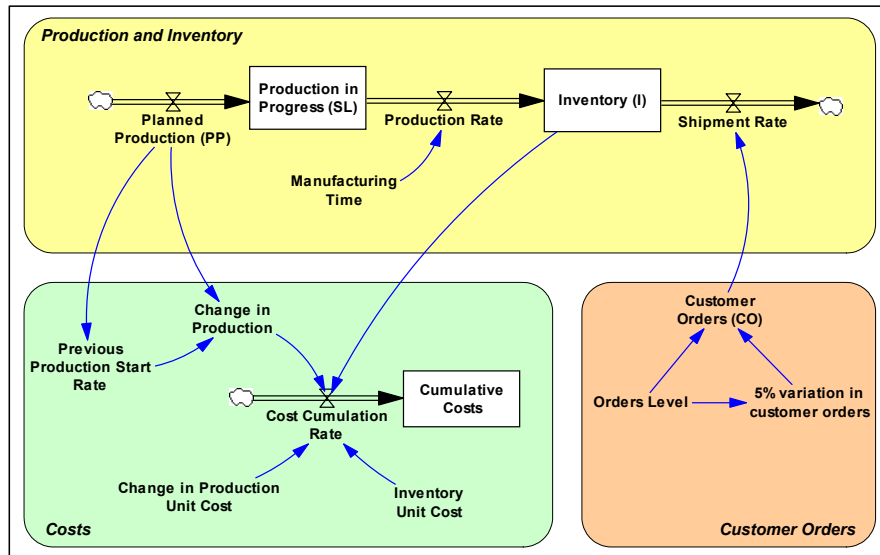 Production and Inventory
Production in
Progress (SL)
Inventory (I)
Planned
Production (PP)
Production Rate
Shipment Rate
Manufacturing
Time
Change in
Production
Previous
Production Start
Rate
Cumulative
Costs
Cost Cumulation
Rate
Change in Production
Unit Cost
Inventory
Unit Cost
Costs
Customer
Orders (CO)
Orders Level
5% variation in
customer orders
Customer Orders